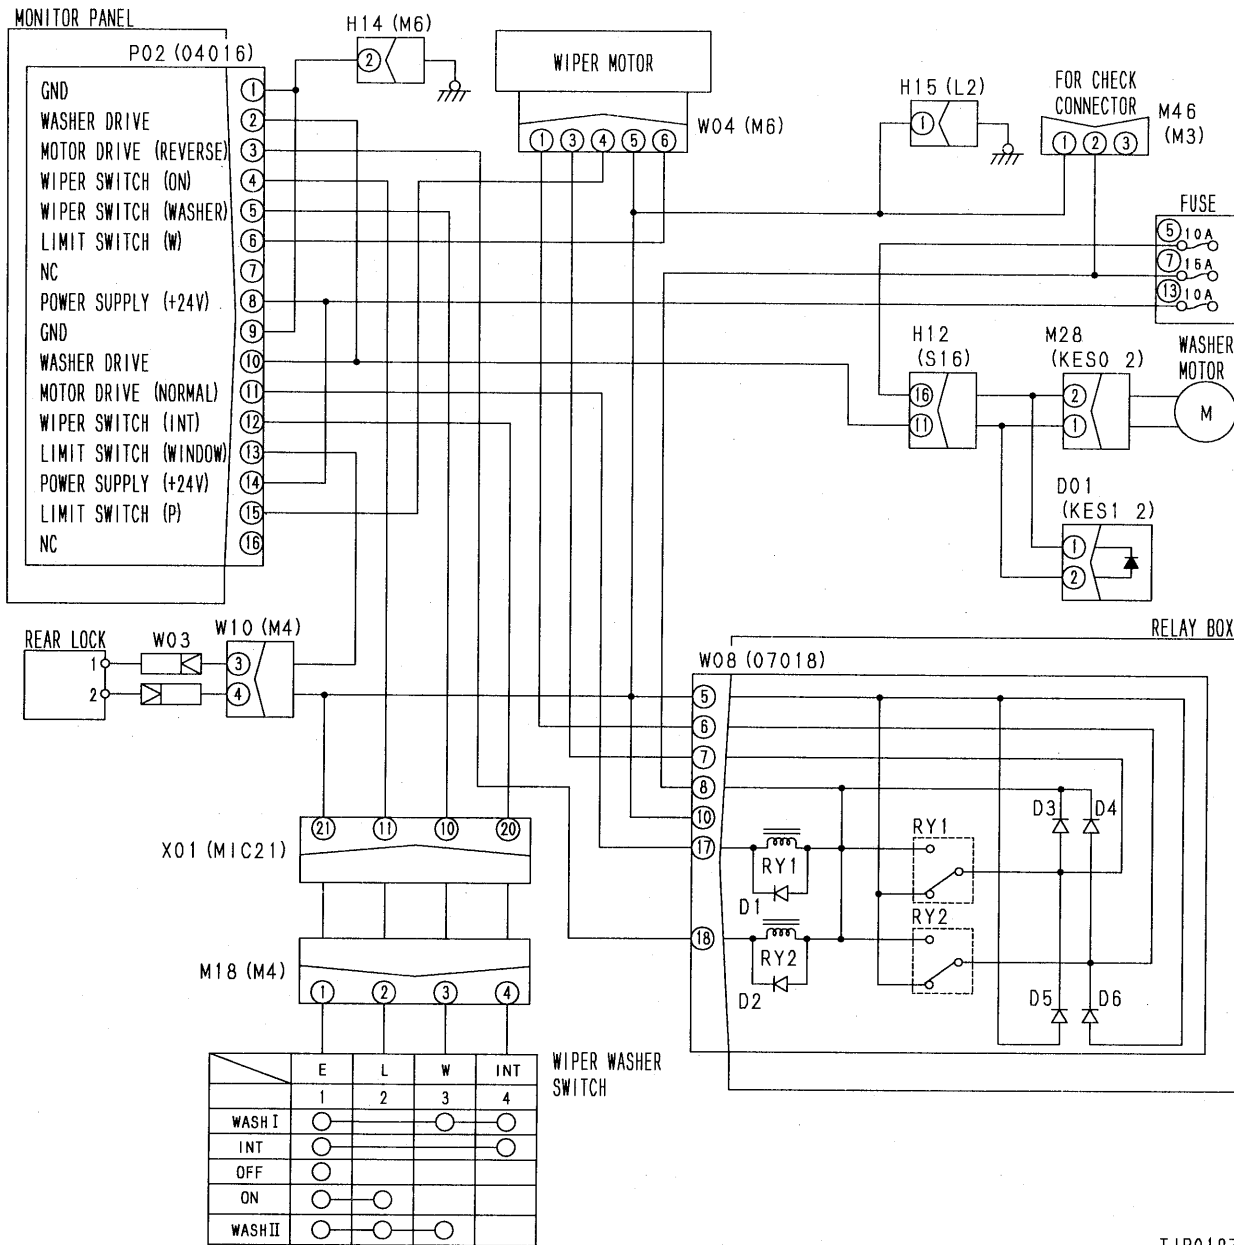 MONITOR PANEL
P02 (04016)
GND 1
WASHER DRIVE 2
MOTOR DRIVE (REVERSE) 3
WIPER SWITCH (ON) 4
WIPER SWITCH (WASHER) 5
LIMIT SWITCH (W) 6
NC 7
POWER SUPPLY (+24V) 8
GND 9
WASHER DRIVE 10
MOTOR DRIVE (NORMAL) 11
WIPER SWITCH (INT) 12
LIMIT SWITCH (WINDOW) 13
POWER SUPPLY (+24V) 14
LIMIT SWITCH (P) 15
NC 16
H14 (M6)
2
WIPER MOTOR
W04 (M6)
1 3 4 5 6
H15 (L2)
1
FOR CHECK
CONNECTOR
M46
(M3)
1 2 3
FUSE
5 10A
7 15A
13 10A
H12
(S16)
16
11
M28
(KES0 2)
2
1
WASHER
MOTOR
M
D01
(KES1 2)
1
2
REAR LOCK
1
2
W03
W10 (M4)
3
4
RELAY BOX
W08 (07018)
5
6
7
8
10
17
18
RY1
D1
RY2
D2
RY1
RY2
D3 D4
D5 D6
21 11 10 20
X01 (MIC21)
M18 (M4)
1 2 3 4
WIPER WASHER
SWITCH
E L W INT
1 2 3 4
WASH I
INT
OFF
ON
WASH II